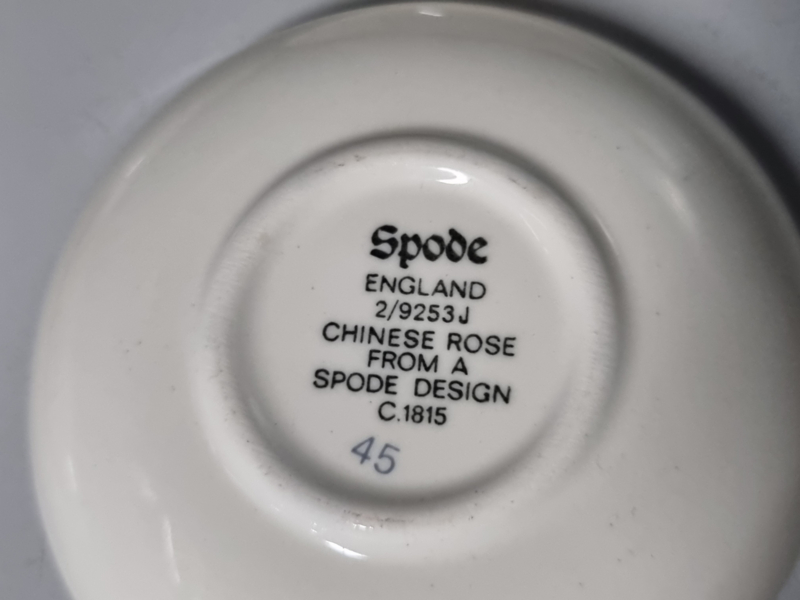 Spode
ENGLAND
2/9253J
CHINESE ROSE
FROM A
SPODE DESIGN
C.1815
45